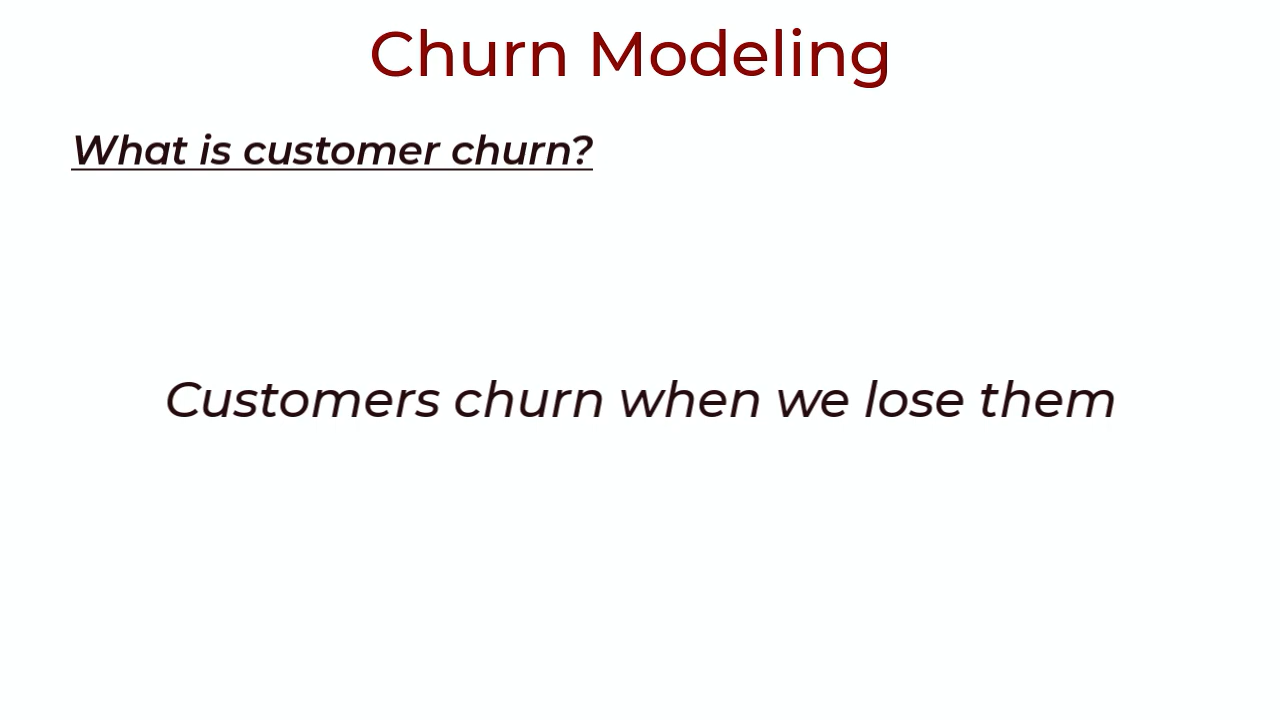 Churn Modeling
What is customer churn?
Customers churn when we lose them